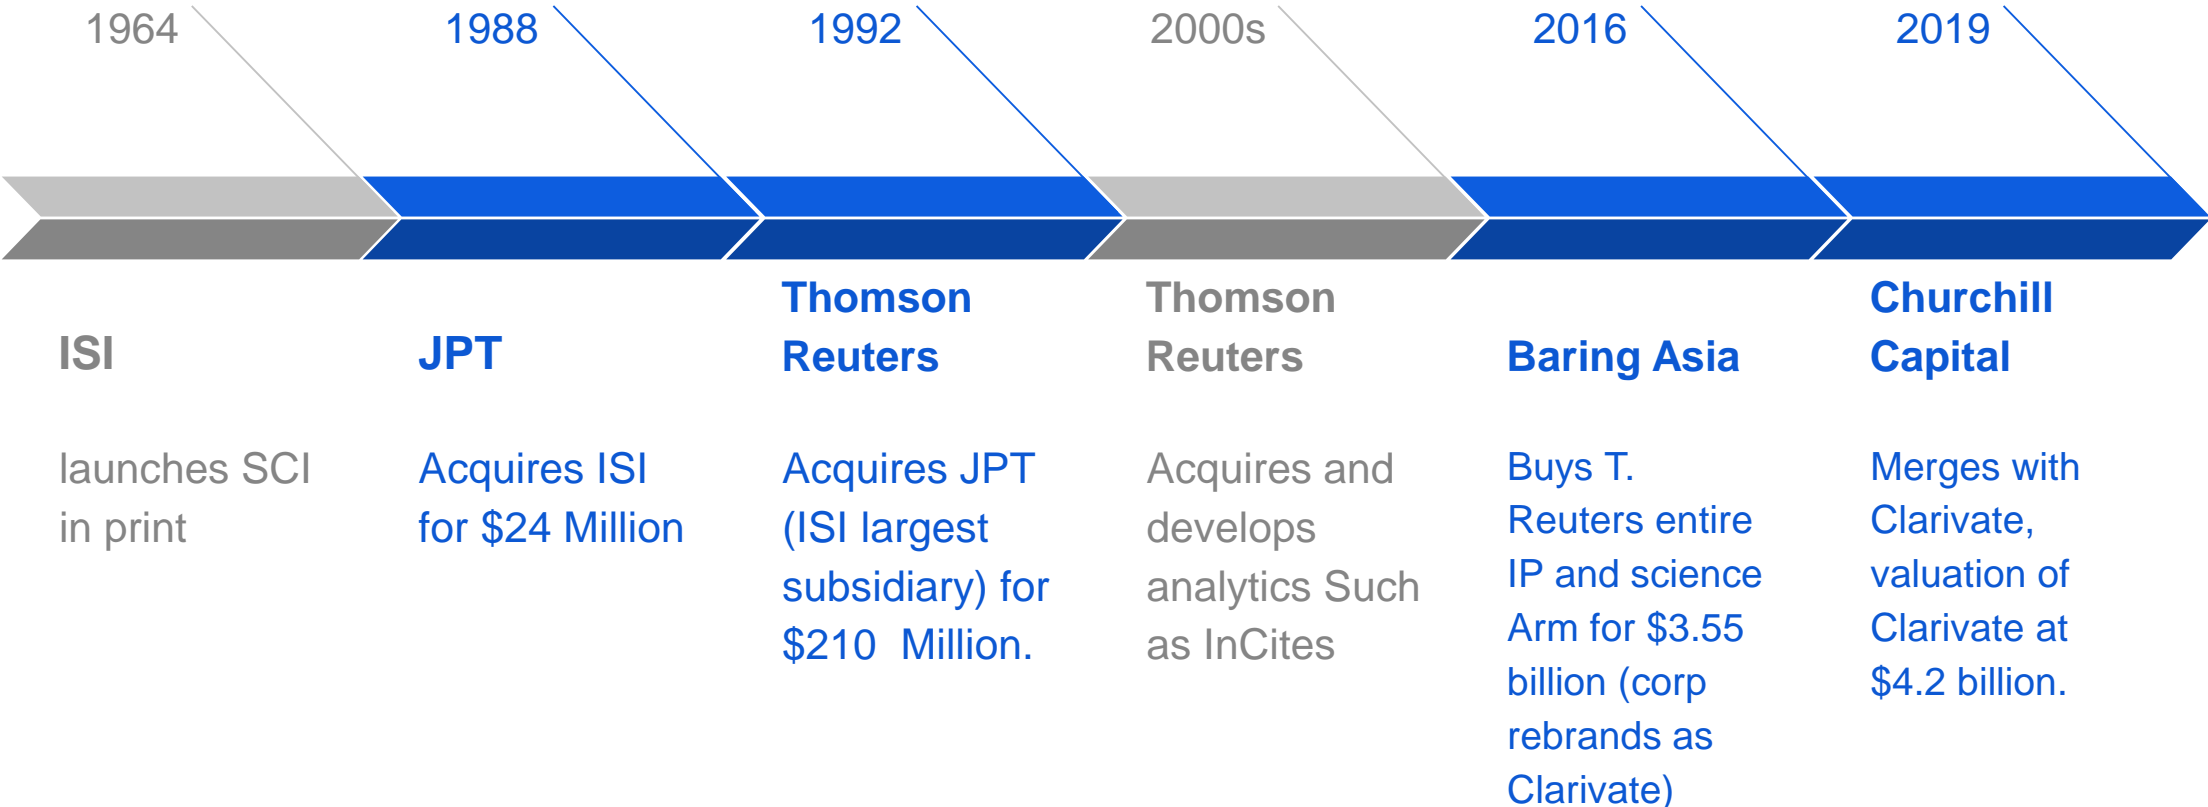 1964
1988
1992
2000s
2016
2019
ISI
launches SCI
in print
JPT
Acquires ISI
for $24 Million
Thomson
Reuters
Acquires JPT
(ISI largest
subsidiary) for
$210  Million.
Thomson
Reuters
Acquires and
develops
analytics Such
as InCites
Baring Asia
Buys T.
Reuters entire
IP and science
Arm for $3.55
billion (corp
rebrands as
Clarivate)
Churchill
Capital
Merges with
Clarivate,
valuation of
Clarivate at
$4.2 billion.